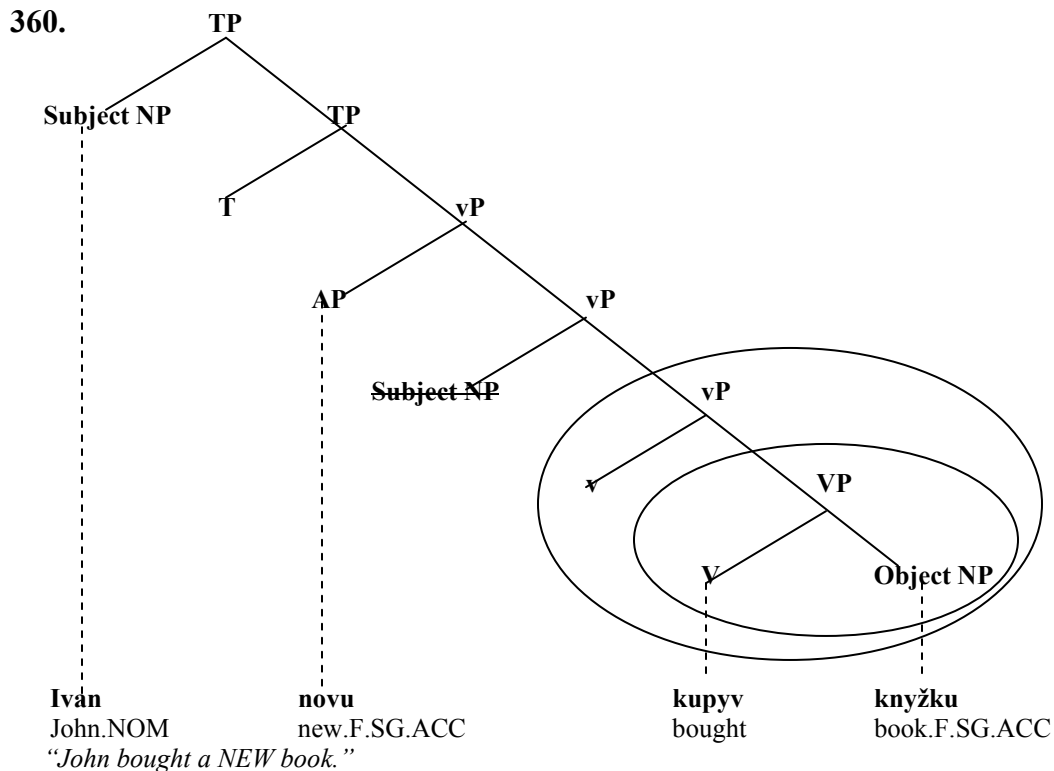 360.
TP
Subject NP TP
T vP
AP vP
Subject NP vP
v VP
V Object NP
Ivan novu kupyv knyžku
John.NOM new.F.SG.ACC bought book.F.SG.ACC
“John bought a NEW book.”